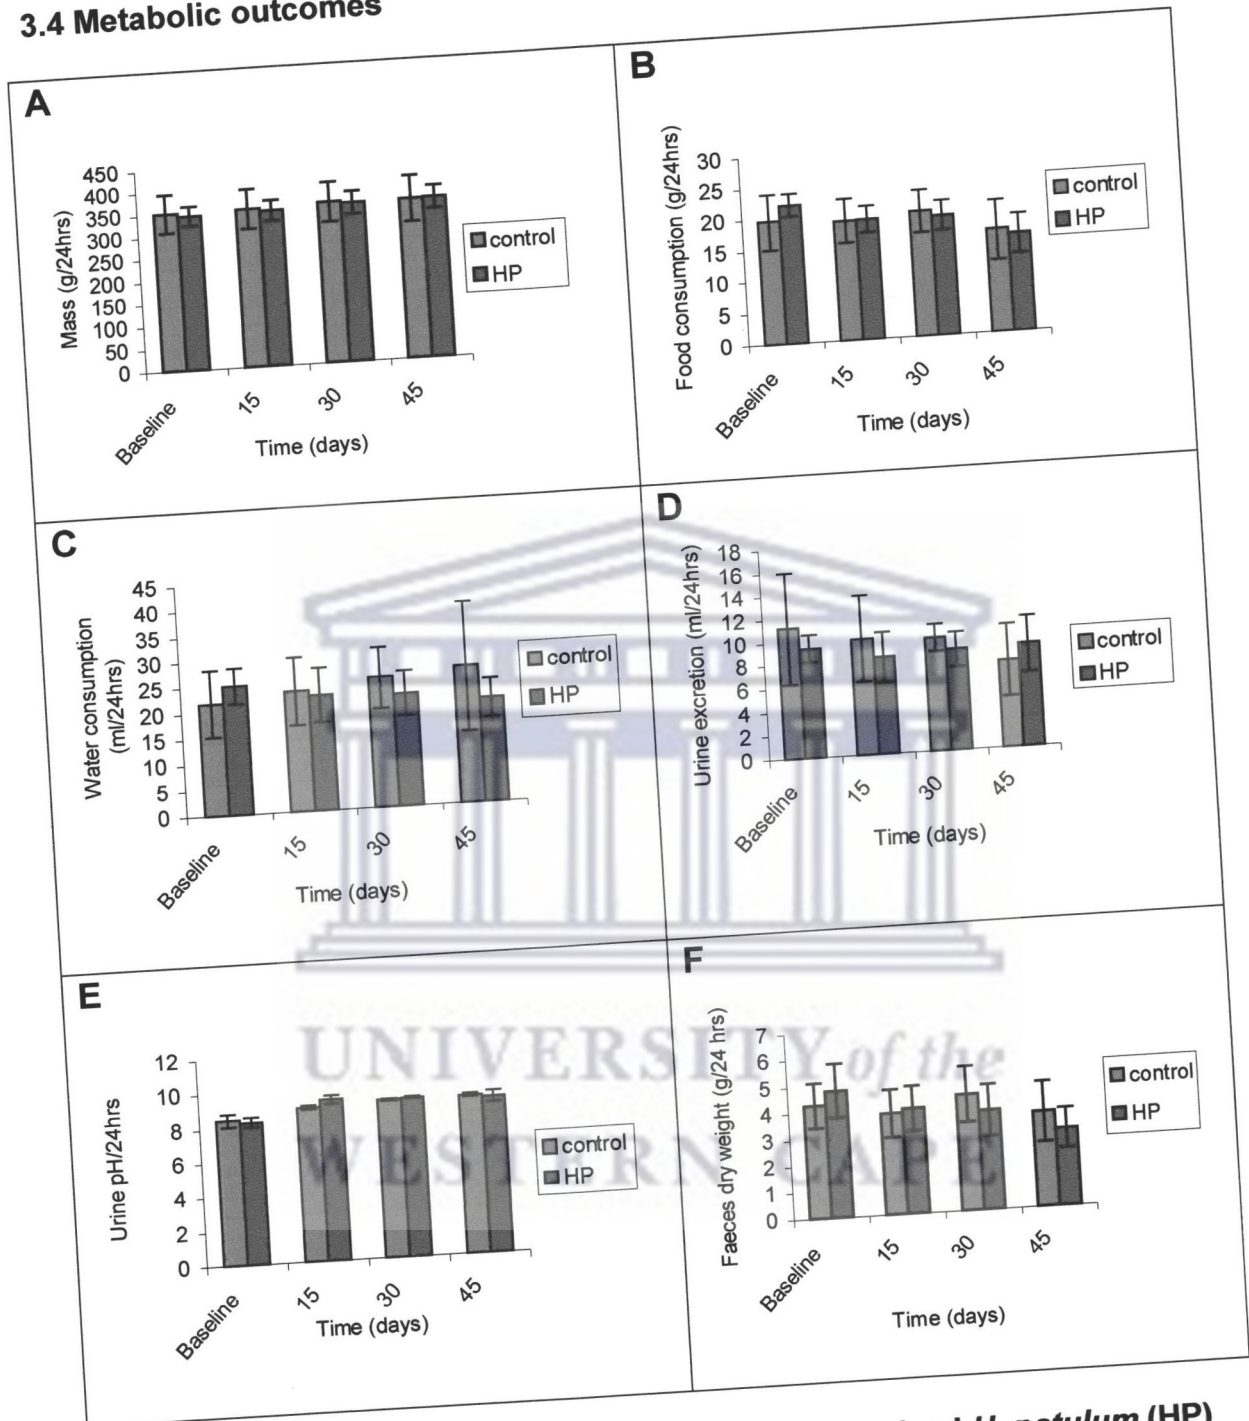 3.4 Metabolic outcomes
A
Mass (g/24hrs)
450
400
350
300
250
200
150
100
50
0
Baseline
15
30
45
Time (days)
control
HP
B
Food consumption (g/24hrs)
30
25
20
15
10
5
0
Baseline
15
30
45
Time (days)
control
HP
C
Water consumption
(ml/24hrs)
45
40
35
30
25
20
15
10
5
0
Baseline
15
30
45
Time (days)
control
HP
D
Urine excretion (ml/24hrs)
18
16
14
12
10
8
6
4
2
0
Baseline
15
30
45
Time (days)
control
HP
E
Urine pH/24hrs
12
10
8
6
4
2
0
Baseline
15
30
45
Time (days)
control
HP
F
Faeces dry weight (g/24 hrs)
7
6
5
4
3
2
1
0
Baseline
15
30
45
Time (days)
control
HP
UNIVERSITY of the
WESTERN CAPE
(HP)